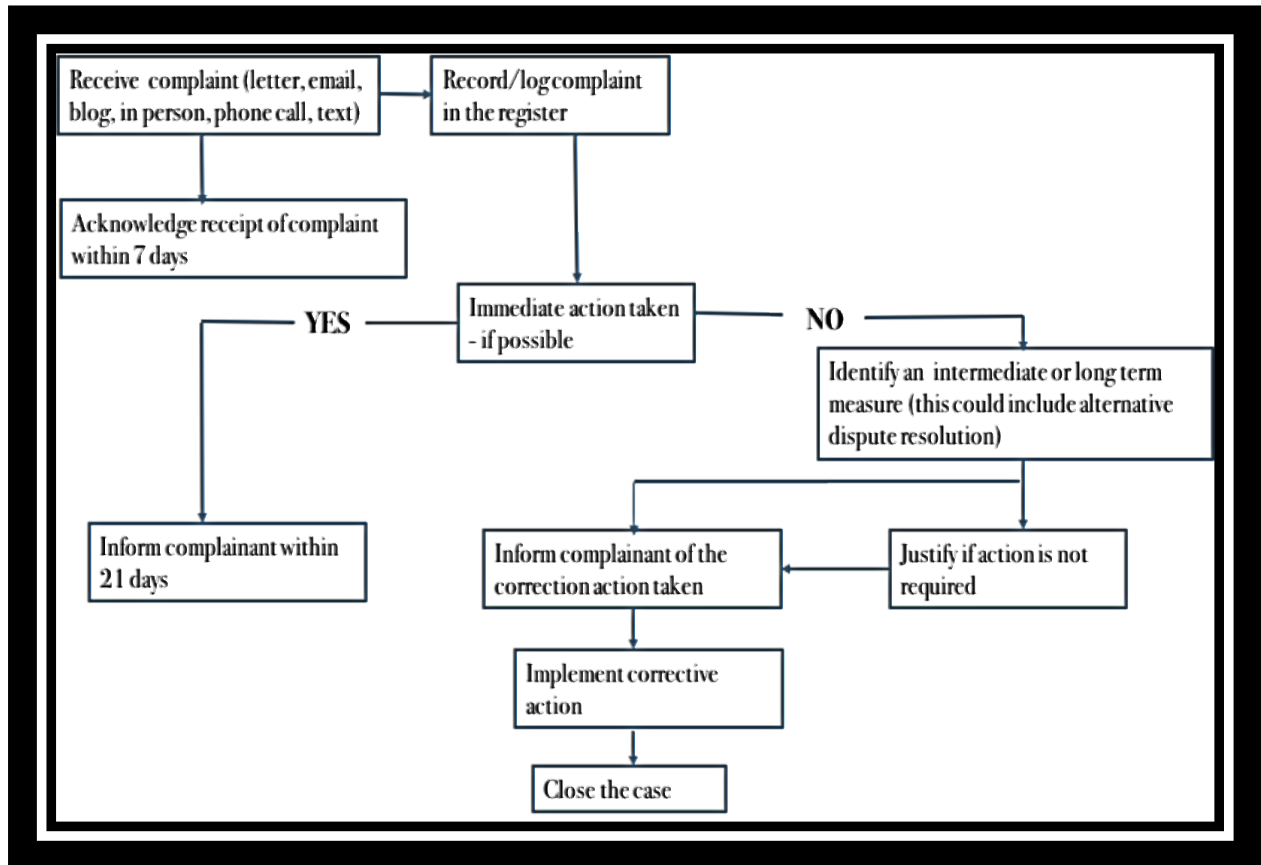 Receive complaint (letter, email,
blog, in person, phone call, text)
Record/log complaint
in the register
Acknowledge receipt of complaint
within 7 days
Immediate action taken
- if possible
YES
NO
Identify an intermediate or long term
measure (this could include alternative
dispute resolution)
Inform complainant within
21 days
Inform complainant of the
correction action taken
Justify if action is not
required
Implement corrective
action
Close the case